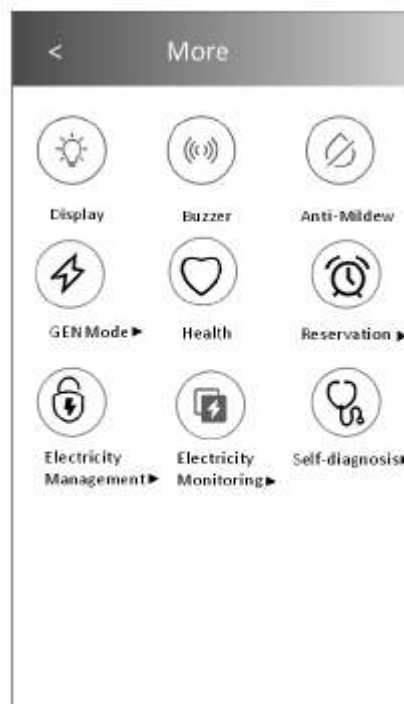 < More
Display Buzzer Anti-Mildew
GEN Mode▶ Health Reservation ▶
Electricity Electricity Self-diagnosis▶
Management▶ Monitoring▶